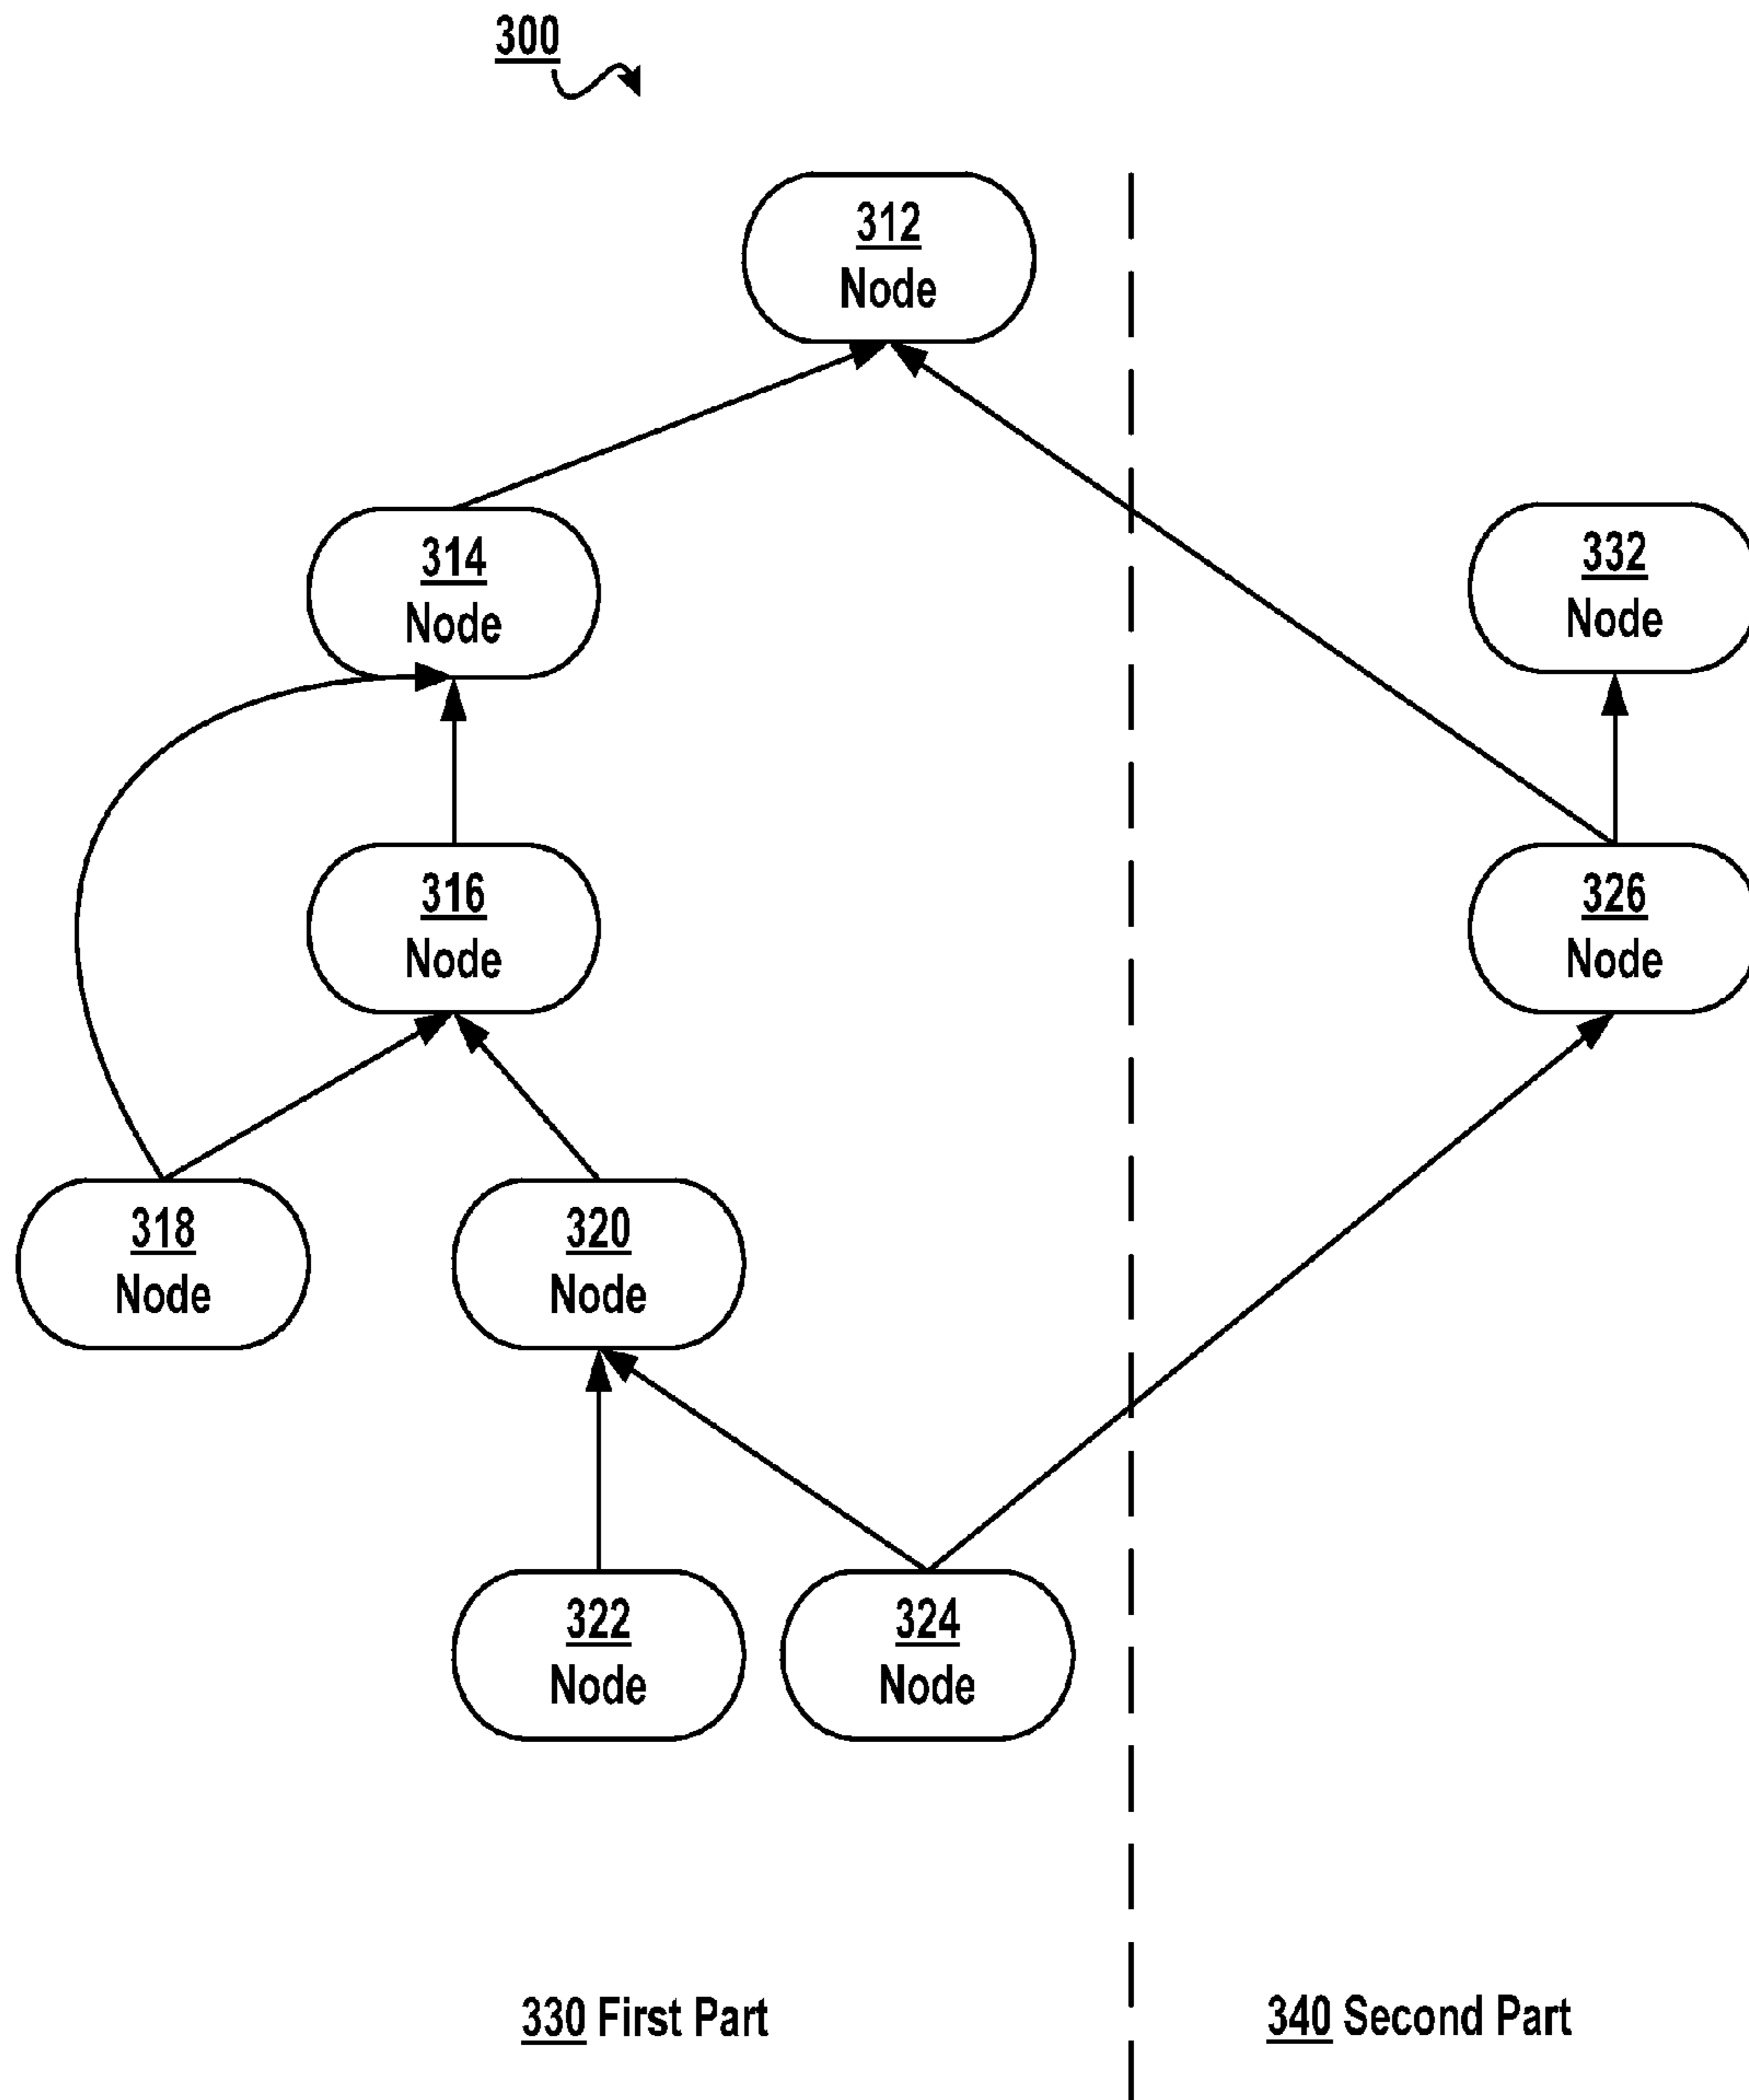 300
312
Node
314
Node
332
Node
316
Node
326
Node
318
Node
320
Node
322
Node
324
Node
330 First Part
340 Second Part